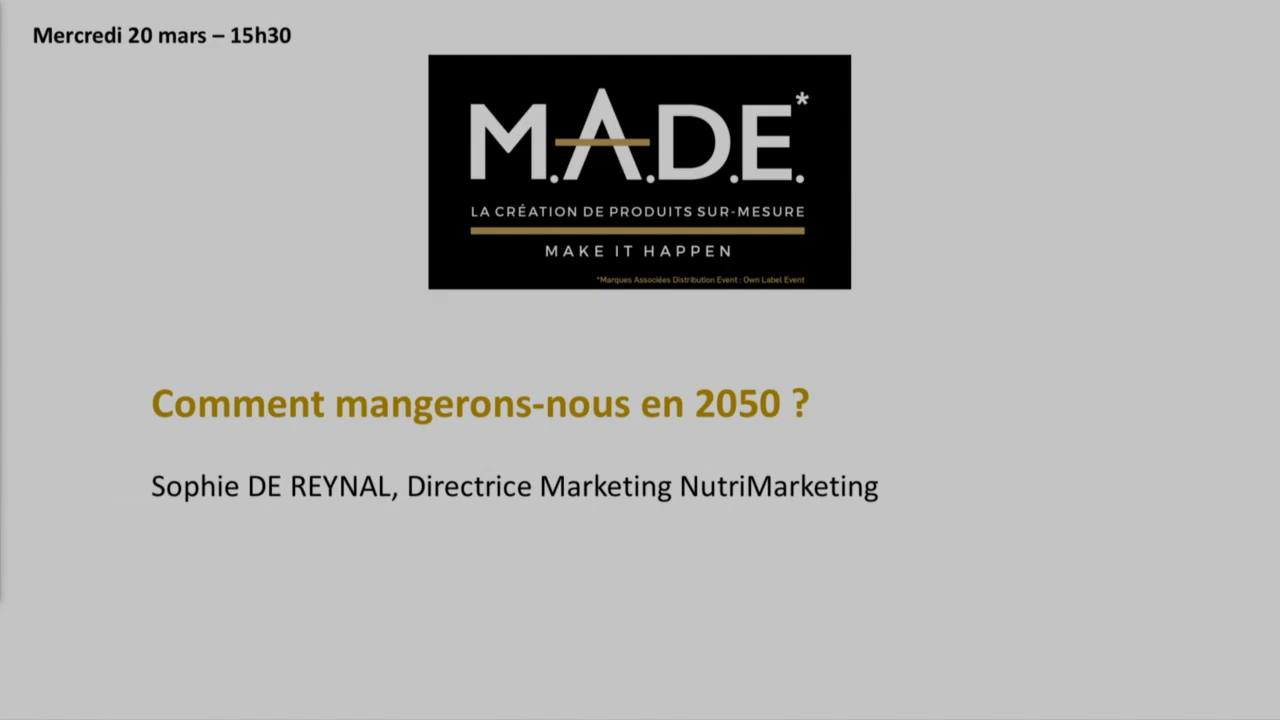 Mercredi 20 mars – 15h30
M.A.D.E.*
LA CRÉATION DE PRODUITS SUR-MESURE
MAKE IT HAPPEN
*Marques Associées Distribution Event : Own Label Event
Comment mangerons-nous en 2050 ?
Sophie DE REYNAL, Directrice Marketing NutriMarketing